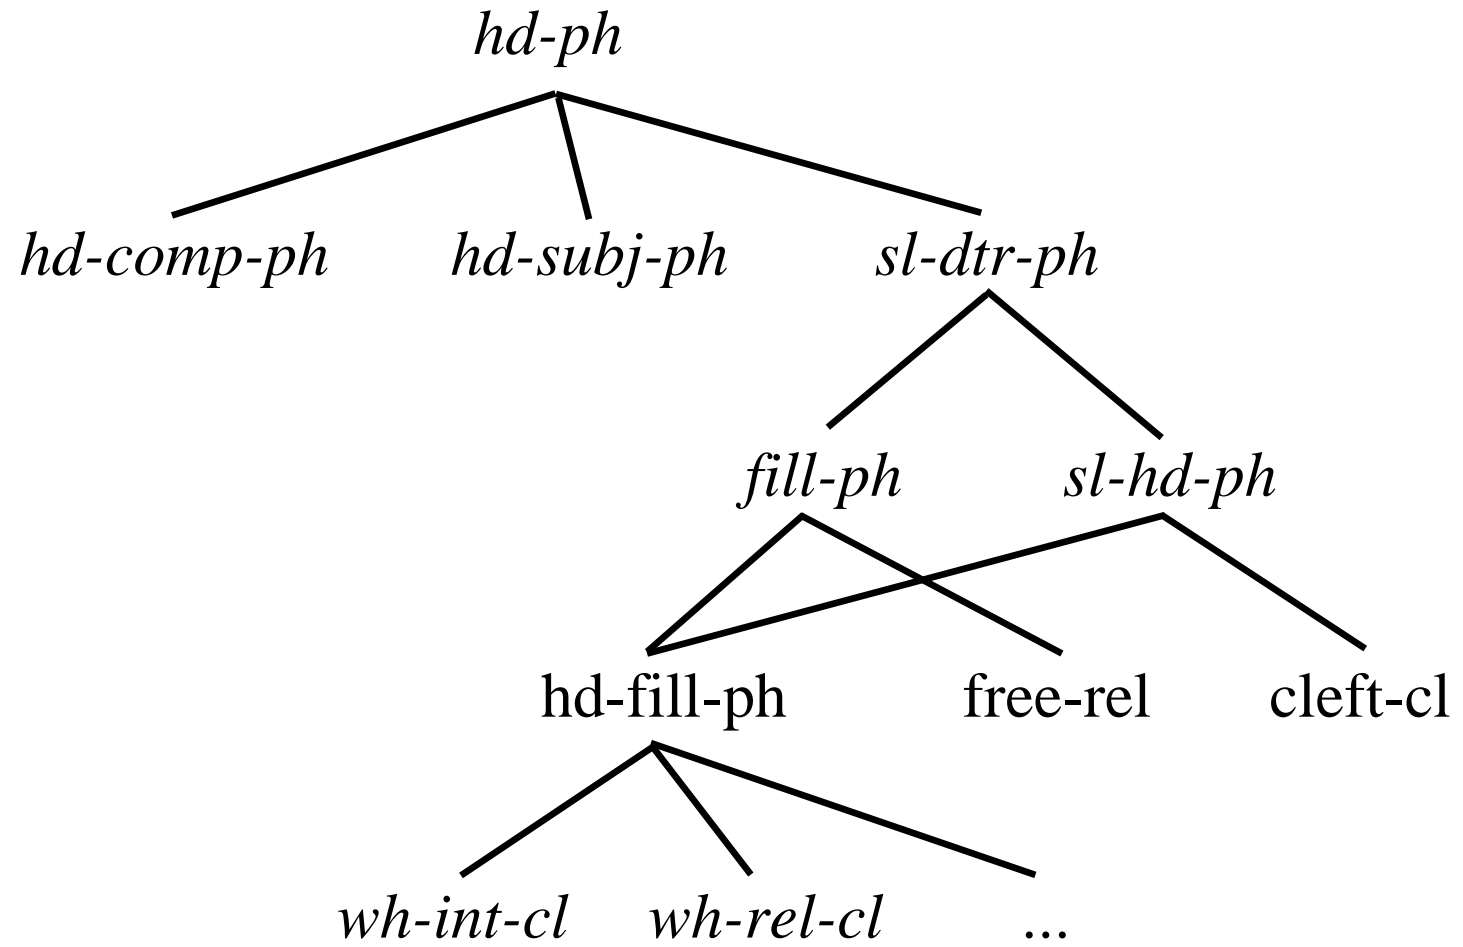 hd-ph
hd-comp-ph hd-subj-ph sl-dtr-ph
fill-ph sl-hd-ph
hd-fill-ph free-rel cleft-cl
wh-int-cl wh-rel-cl ...